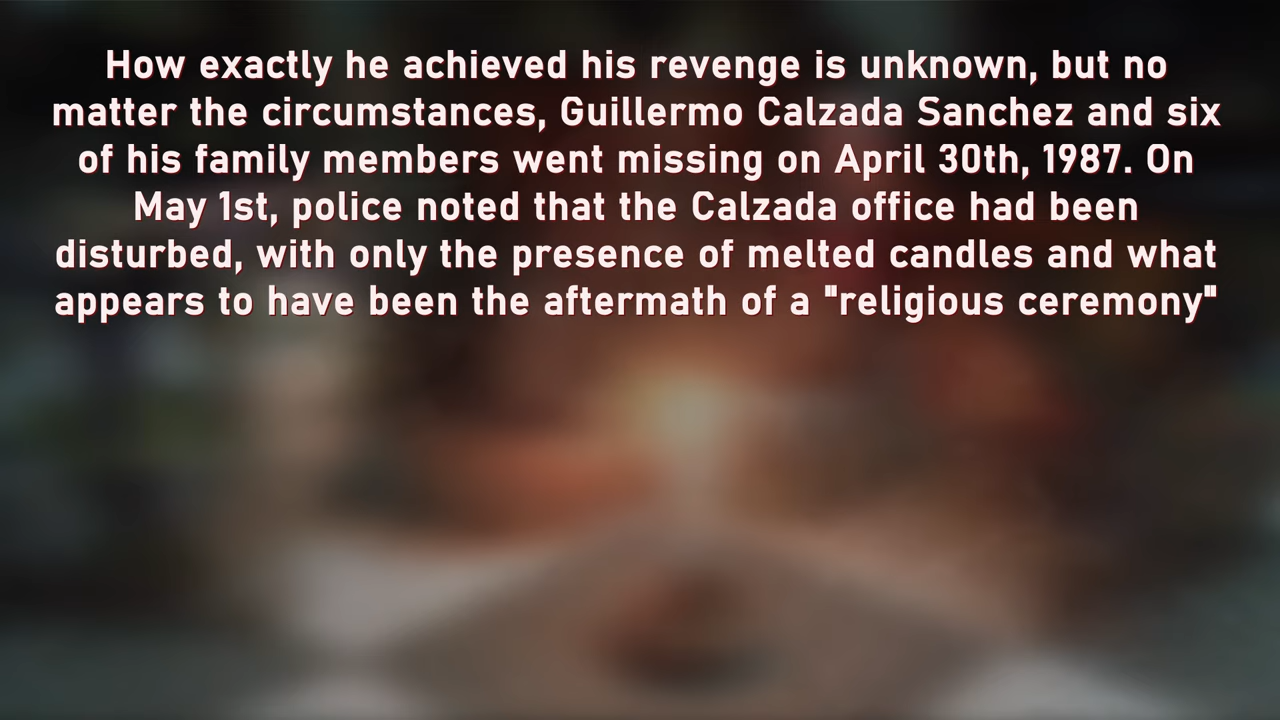 How exactly he achieved his revenge is unknown, but no
matter the circumstances, Guillermo Calzada Sanchez and six
of his family members went missing on April 30th, 1987. On
May 1st, police noted that the Calzada office had been
disturbed, with only the presence of melted candles and what
appears to have been the aftermath of a "religious ceremony"